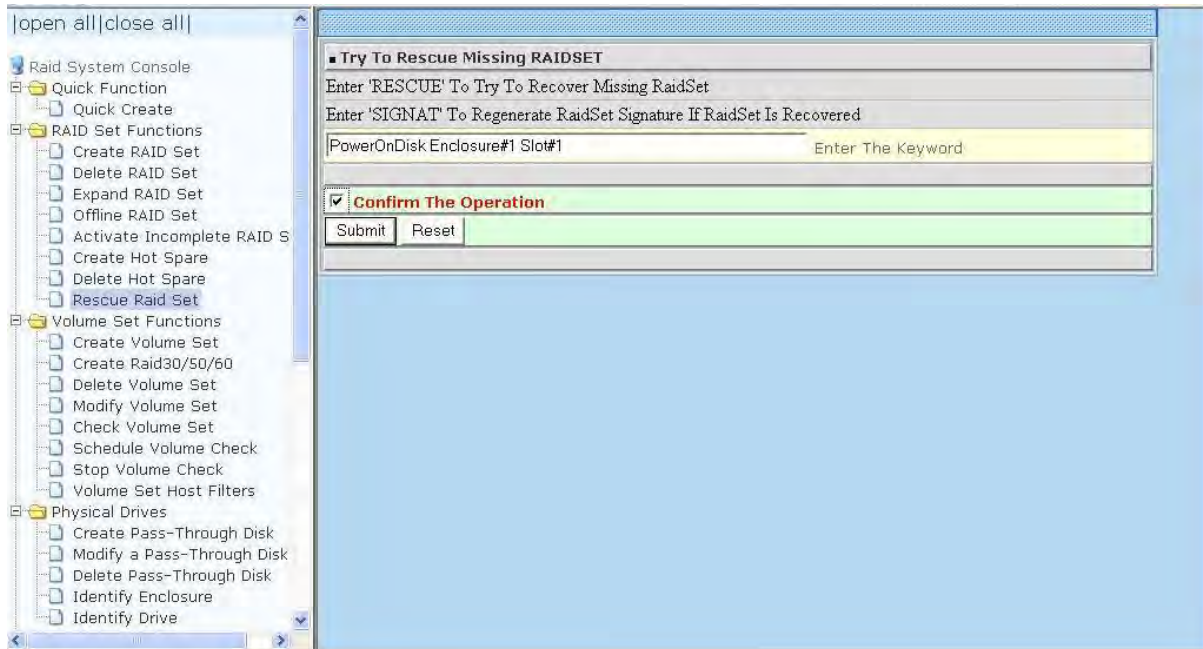 |open all|close all|
Raid System Console
Quick Function
Quick Create
RAID Set Functions
Create RAID Set
Delete RAID Set
Expand RAID Set
Offline RAID Set
Activate Incomplete RAID S
Create Hot Spare
Delete Hot Spare
Rescue Raid Set
Volume Set Functions
Create Volume Set
Create Raid30/50/60
Delete Volume Set
Modify Volume Set
Check Volume Set
Schedule Volume Check
Stop Volume Check
Volume Set Host Filters
Physical Drives
Create Pass-Through Disk
Modify a Pass-Through Disk
Delete Pass-Through Disk
Identify Enclosure
Identify Drive
Try To Rescue Missing RAIDSET
Enter 'RESCUE' To Try To Recover Missing RaidSet
Enter 'SIGNAT' To Regenerate RaidSet Signature If RaidSet Is Recovered
PowerOnDisk Enclosure#1 Slot#1 Enter The Keyword
Confirm The Operation
Submit Reset